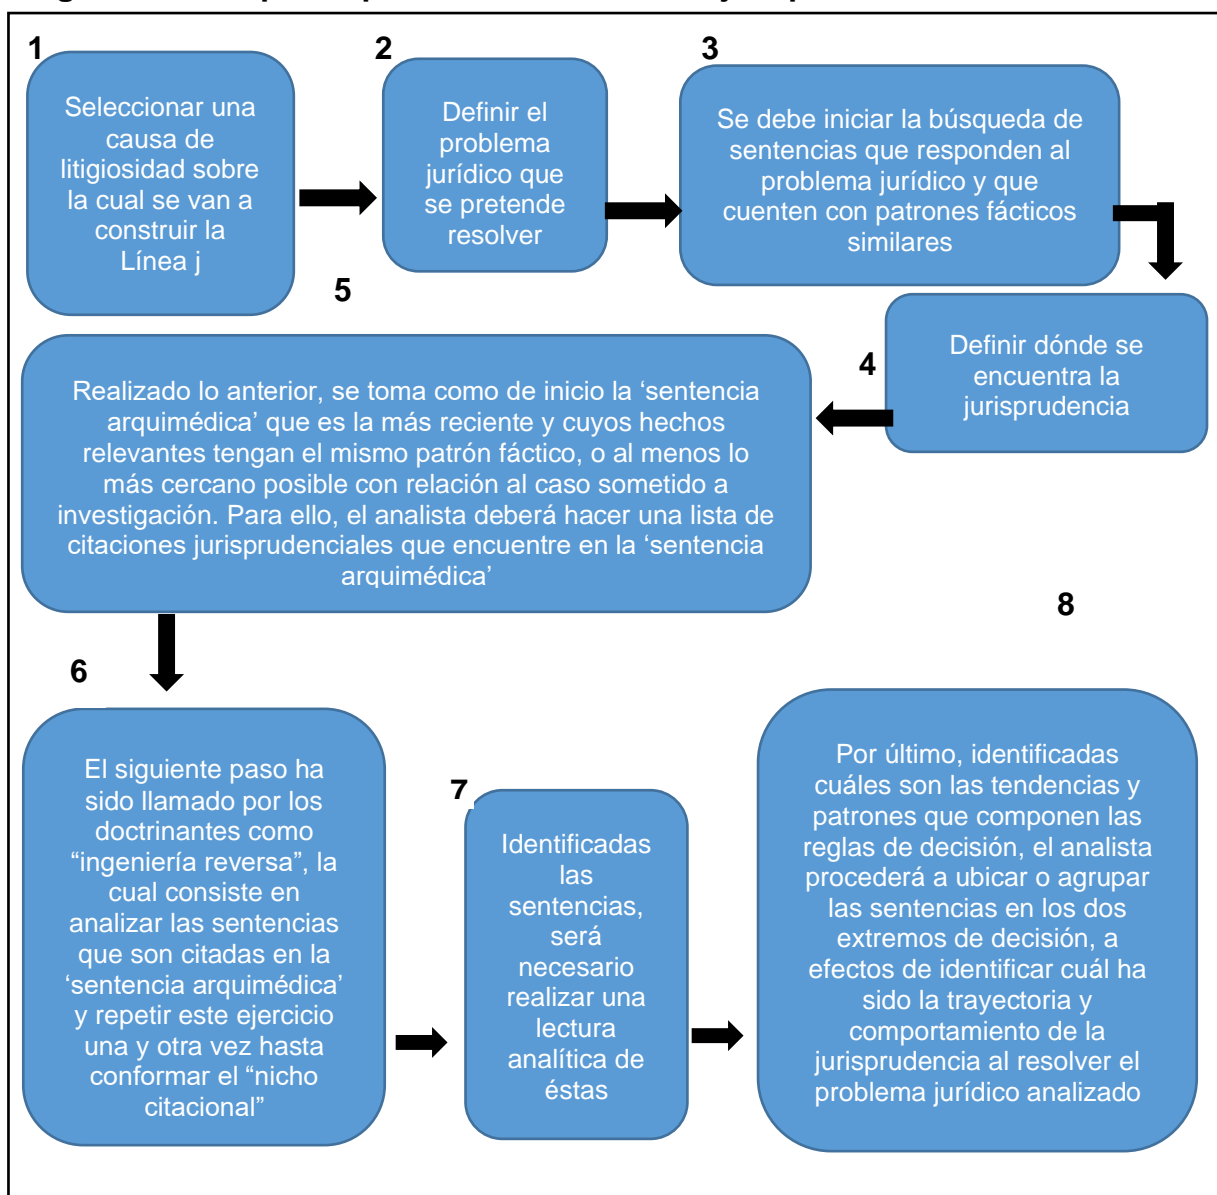 1
Seleccionar una
causa de
litigiosidad sobre
la cual se van a
construir la
Línea j
2
Definir el
problema
jurídico que
se pretende
resolver
3
Se debe iniciar la búsqueda de
sentencias que responden al
problema jurídico y que
cuenten con patrones fácticos
similares
4
Definir dónde se
encuentra la
jurisprudencia
5
Realizado lo anterior, se toma como de inicio la ‘sentencia
arquimédica’ que es la más reciente y cuyos hechos
relevantes tengan el mismo patrón fáctico, o al menos lo
más cercano posible con relación al caso sometido a
investigación. Para ello, el analista deberá hacer una lista de
citaciones jurisprudenciales que encuentre en la ‘sentencia
arquimédica’
6
El siguiente paso ha
sido llamado por los
doctrinantes como
“ingeniería reversa”, la
cual consiste en
analizar las sentencias
que son citadas en la
‘sentencia arquimédica’
y repetir este ejercicio
una y otra vez hasta
conformar el “nicho
citacional”
7
Identificadas
las
sentencias,
será
necesario
realizar una
lectura
analítica de
éstas
8
Por último, identificadas
cuáles son las tendencias y
patrones que componen las
reglas de decisión, el analista
procederá a ubicar o agrupar
las sentencias en los dos
extremos de decisión, a
efectos de identificar cuál ha
sido la trayectoria y
comportamiento de la
jurisprudencia al resolver el
problema jurídico analizado